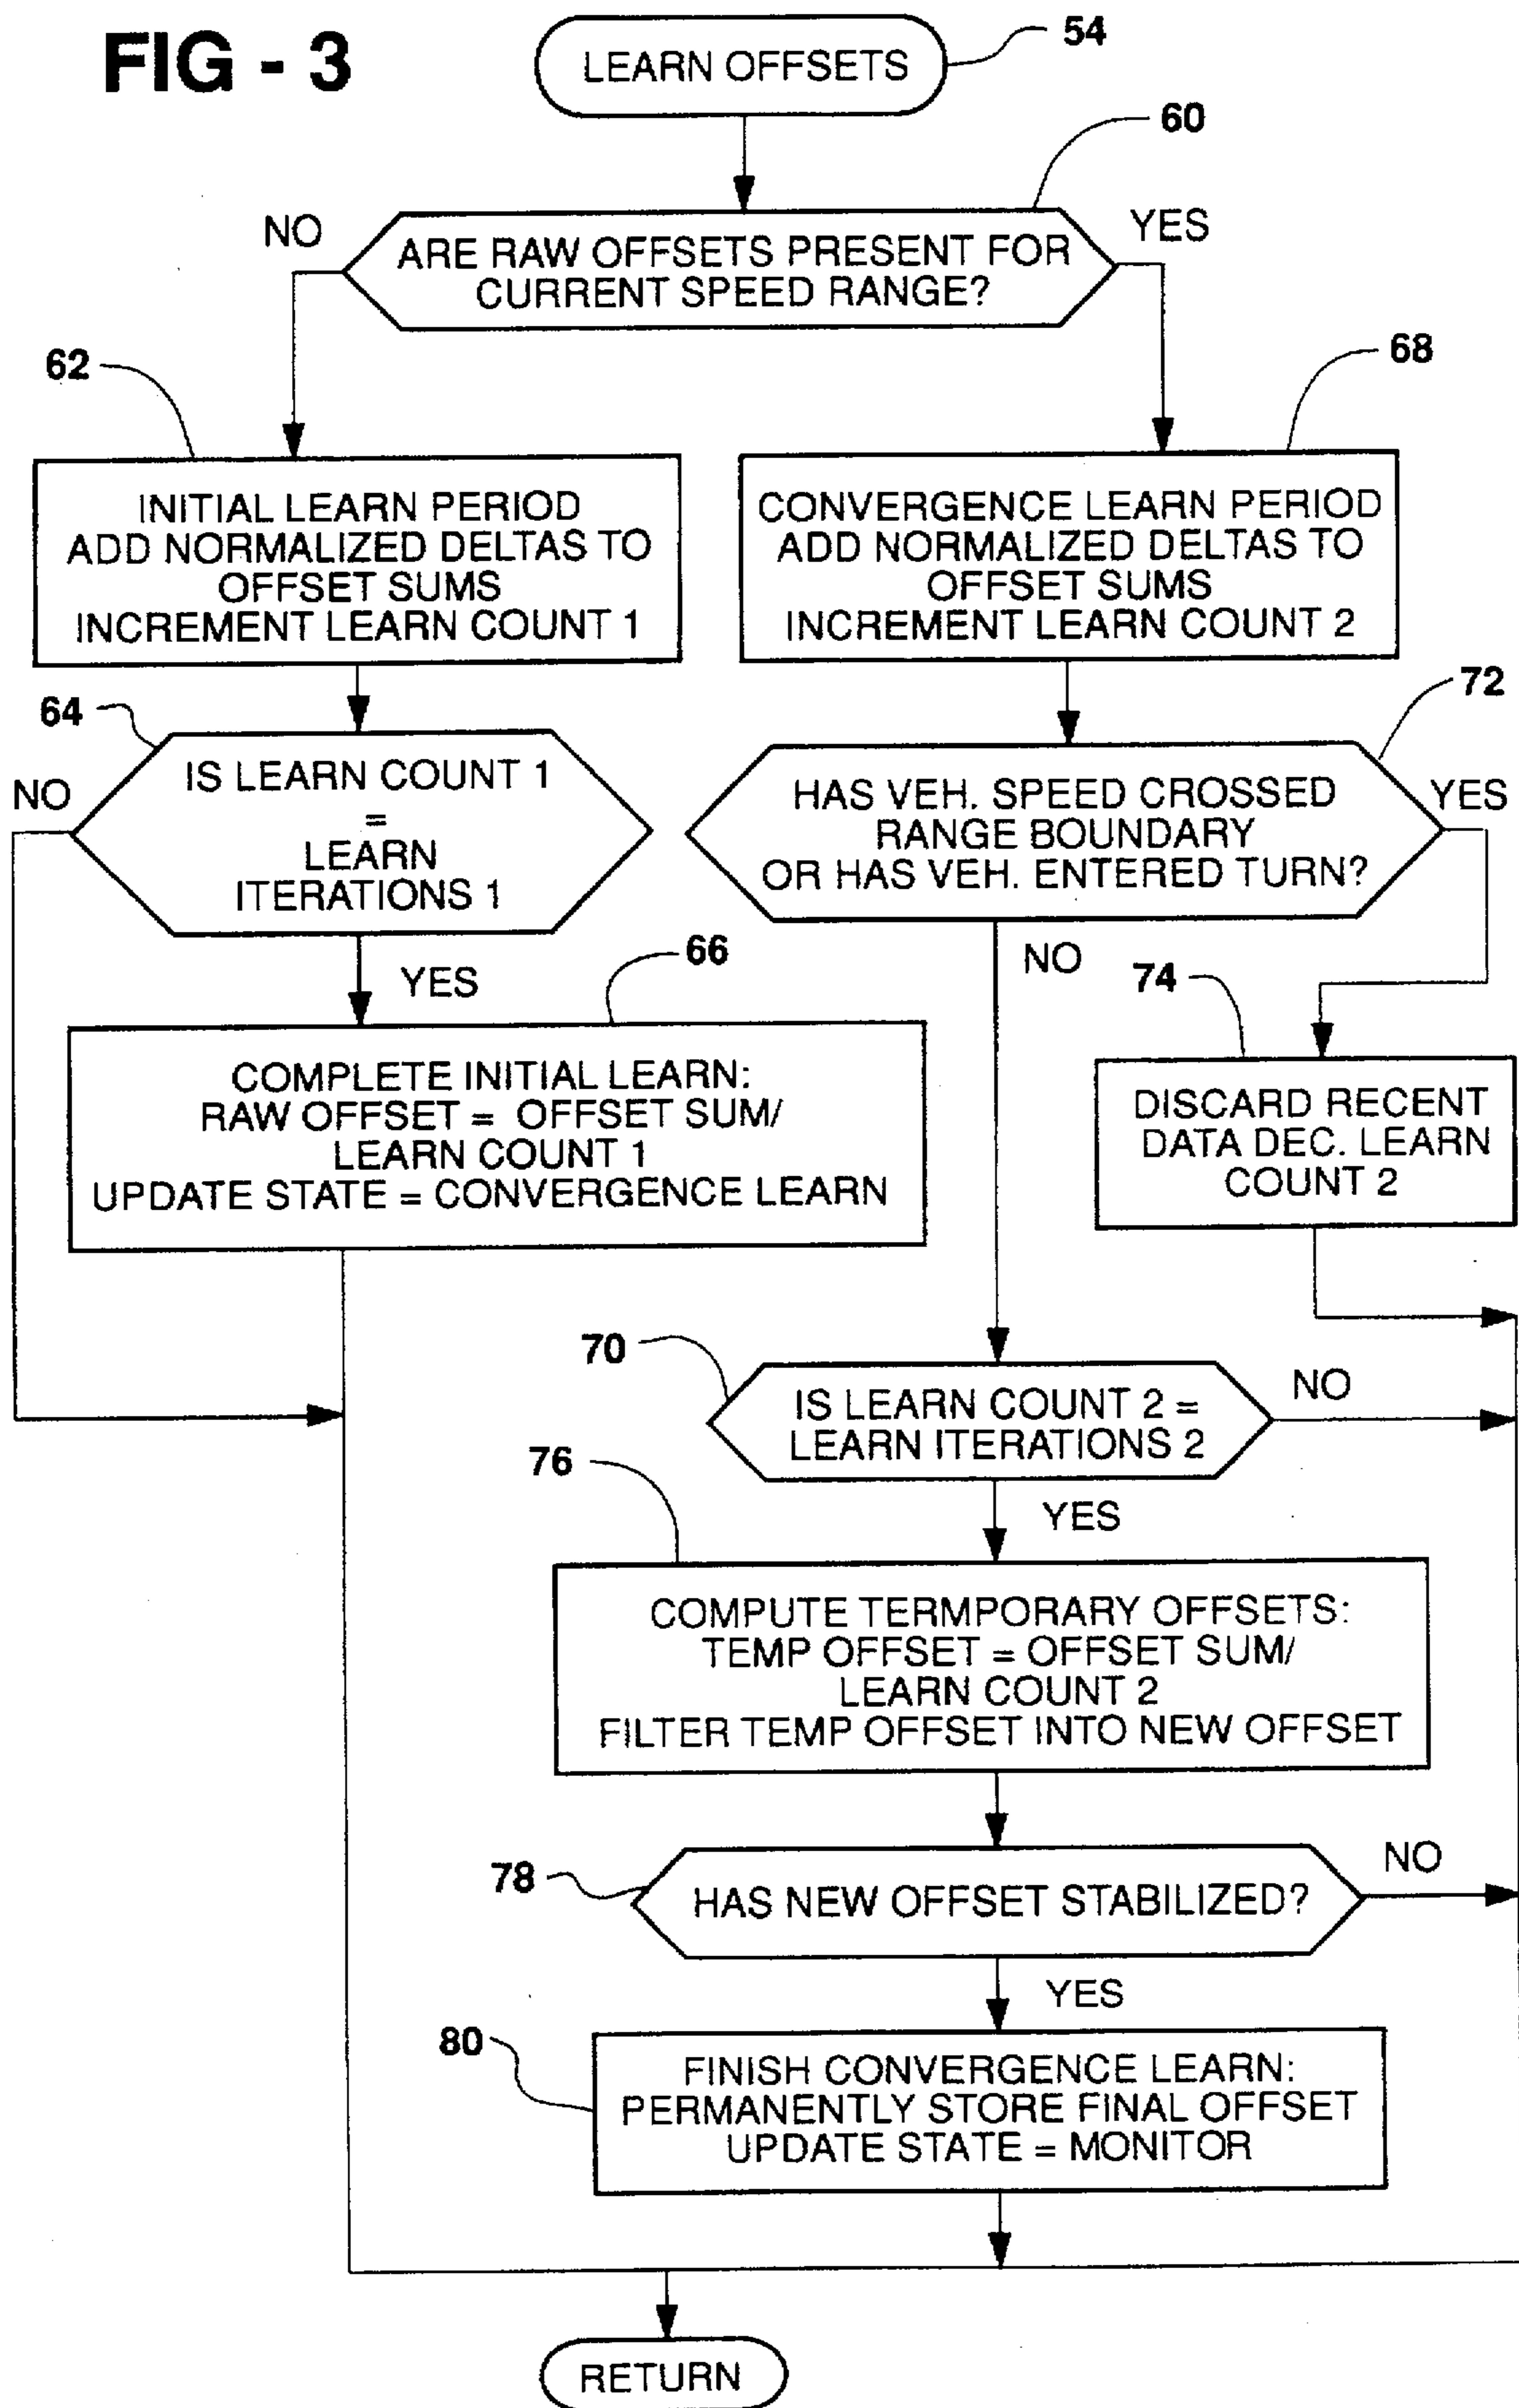 FIG - 3
LEARN OFFSETS
54
60
NO
YES
ARE RAW OFFSETS PRESENT FOR
CURRENT SPEED RANGE?
62
68
INITIAL LEARN PERIOD
ADD NORMALIZED DELTAS TO
OFFSET SUMS
INCREMENT LEARN COUNT 1
CONVERGENCE LEARN PERIOD
ADD NORMALIZED DELTAS TO
OFFSET SUMS
INCREMENT LEARN COUNT 2
64
72
NO
IS LEARN COUNT 1
=
LEARN
ITERATIONS 1
HAS VEH. SPEED CROSSED
RANGE BOUNDARY
OR HAS VEH. ENTERED TURN?
YES
YES
66
NO
74
COMPLETE INITIAL LEARN:
RAW OFFSET = OFFSET SUM/
LEARN COUNT 1
UPDATE STATE = CONVERGENCE LEARN
DISCARD RECENT
DATA DEC. LEARN
COUNT 2
70
IS LEARN COUNT 2 =
LEARN ITERATIONS 2
NO
76
YES
COMPUTE TERMPORARY OFFSETS:
TEMP OFFSET = OFFSET SUM/
LEARN COUNT 2
FILTER TEMP OFFSET INTO NEW OFFSET
78
HAS NEW OFFSET STABILIZED?
NO
YES
80
FINISH CONVERGENCE LEARN:
PERMANENTLY STORE FINAL OFFSET
UPDATE STATE = MONITOR
RETURN